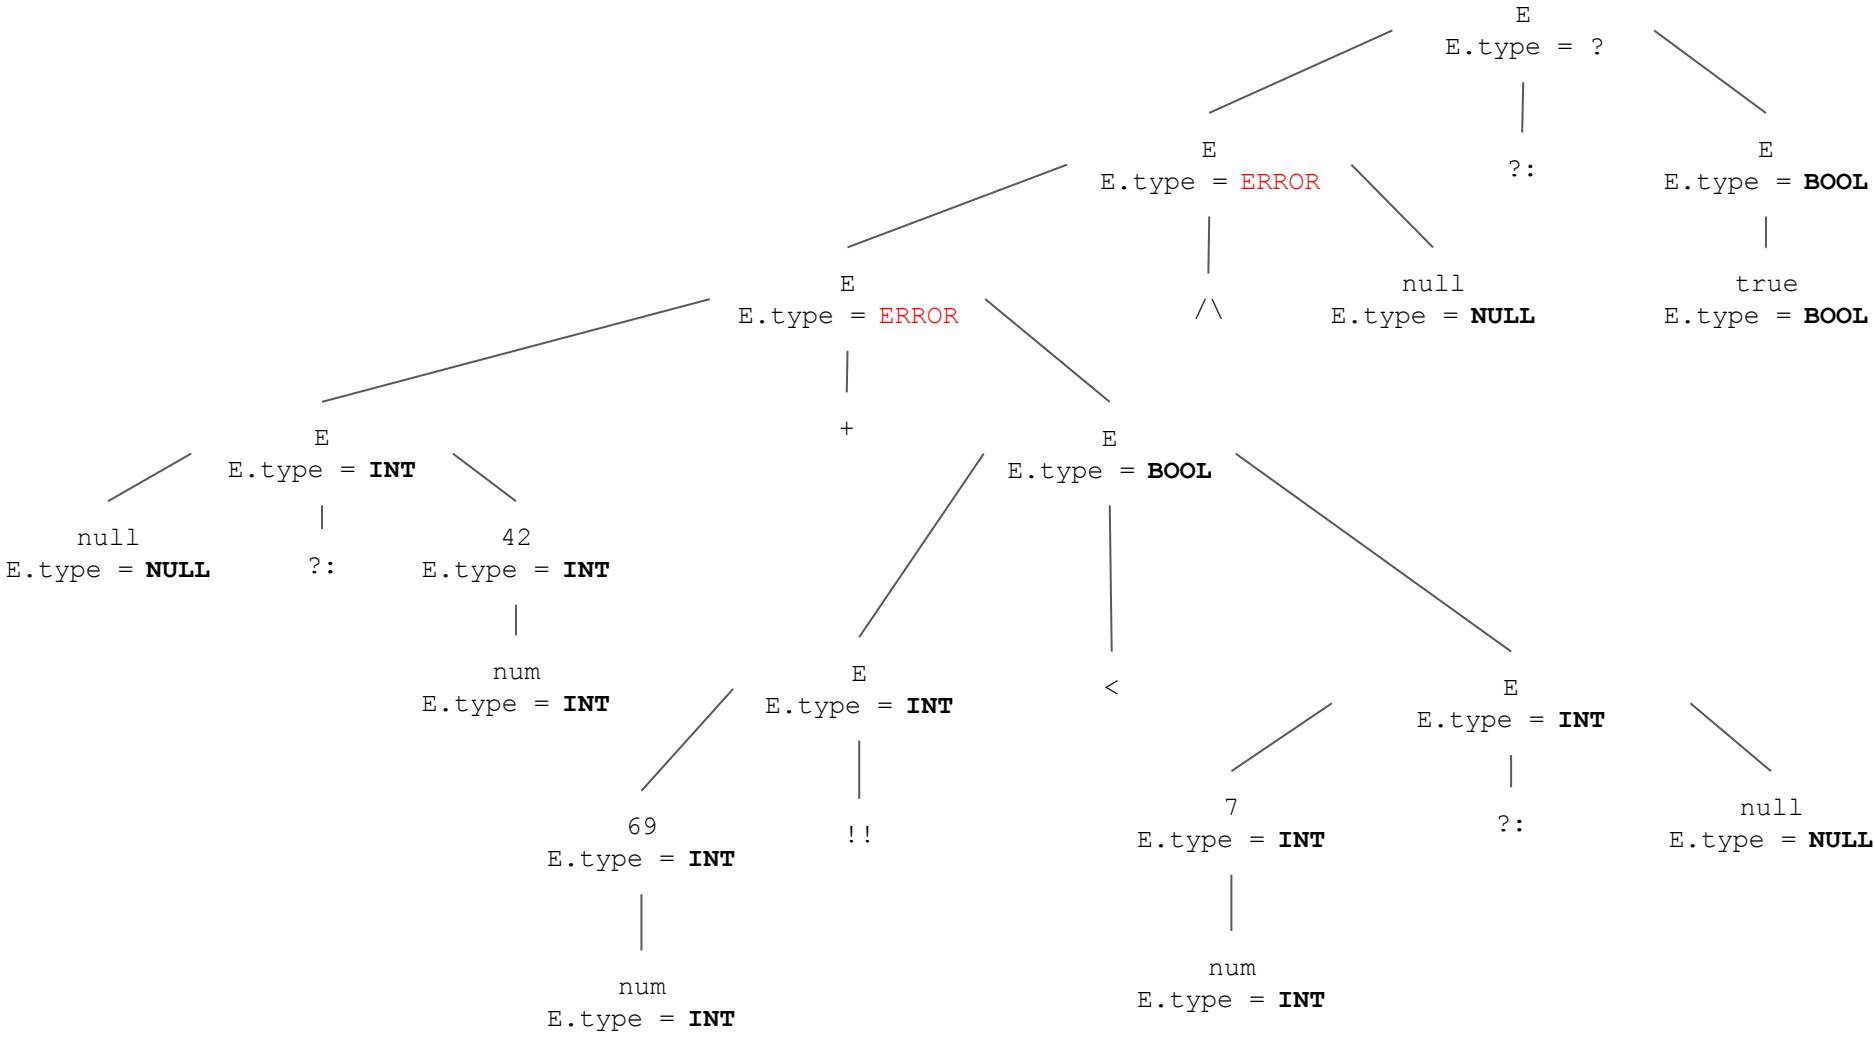 E
E.type = ?
E
E.type = ERROR
?:
E
E.type = BOOL
E
E.type = ERROR
/\
null
E.type = NULL
true
E.type = BOOL
E
E.type = INT
+
E
E.type = BOOL
null
E.type = NULL
?:
42
E.type = INT
num
E.type = INT
E
E.type = INT
<
E
E.type = INT
69
E.type = INT
!!
7
E.type = INT
?:
null
E.type = NULL
num
E.type = INT
num
E.type = INT